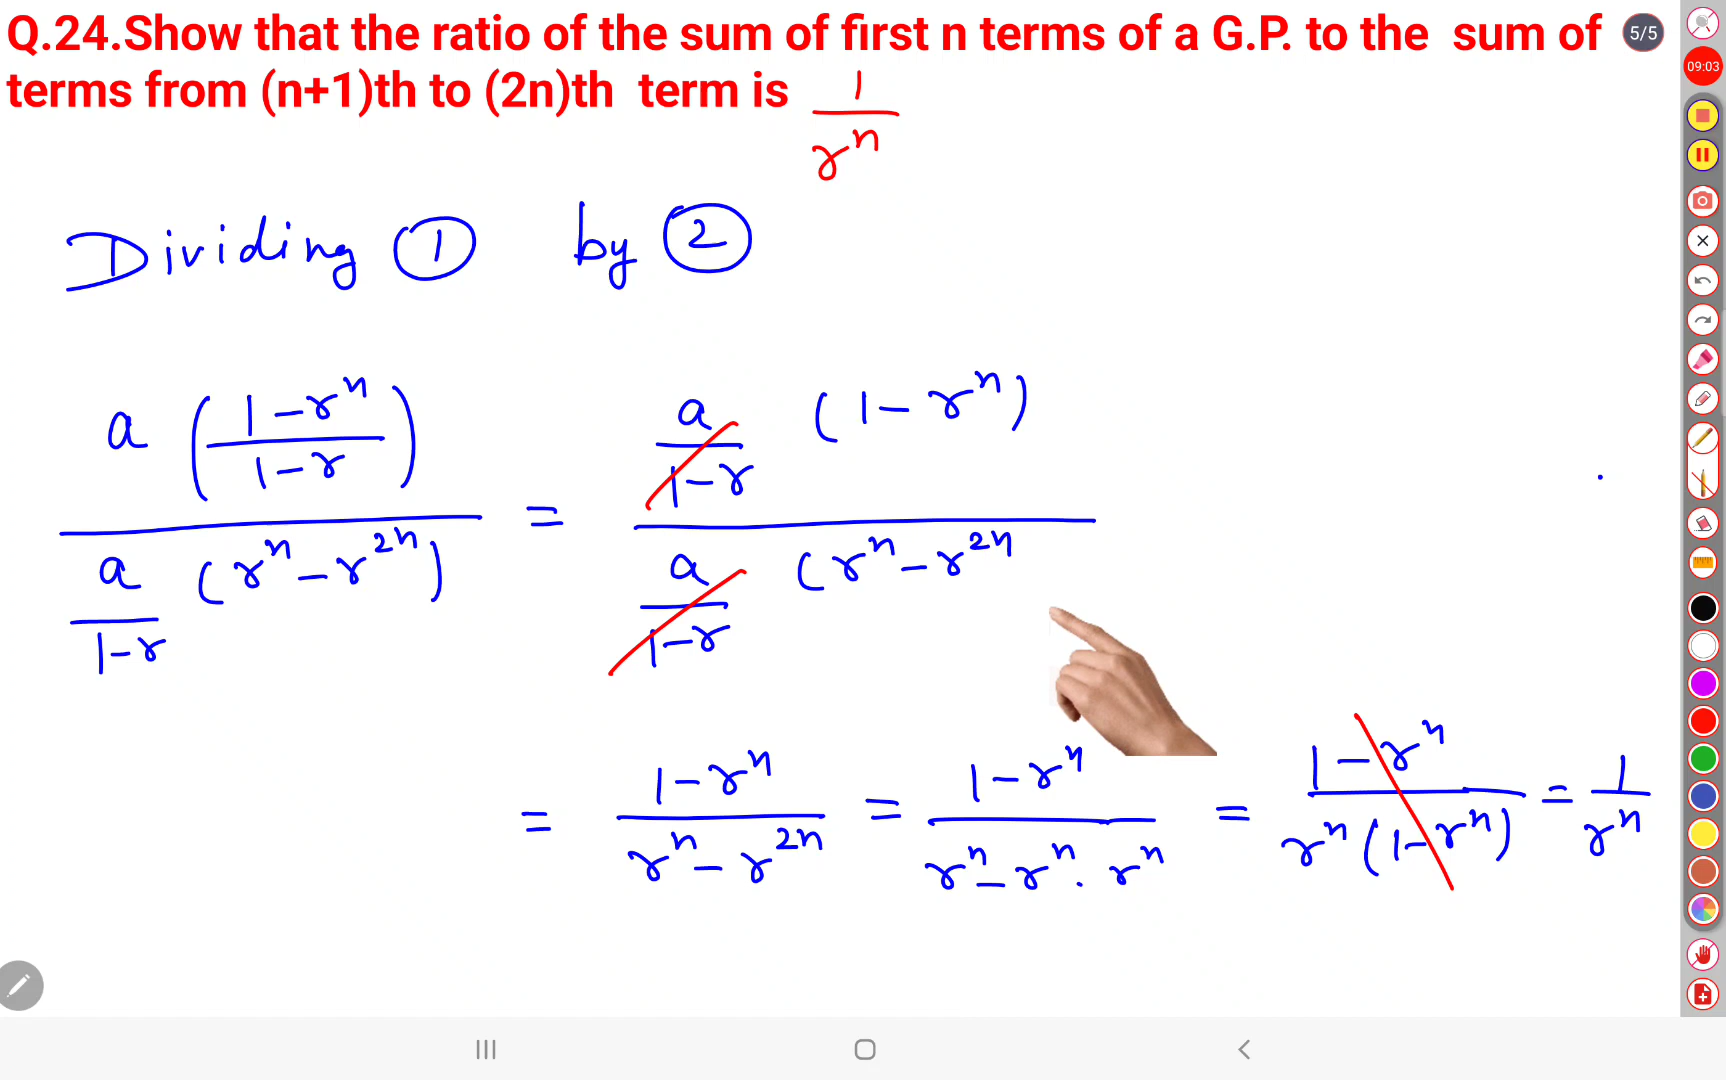 Q.24.Show that the ratio of the sum of first n terms of a G.P. to the sum of
5/5
terms from (n+1)th to (2n)th term is 1/rⁿ
09:03
Dividing ① by ②
a((1-rⁿ)/(1-r)) / (a/(1-r) (rⁿ-r²ⁿ)) = a/(1-r) (1-rⁿ) / (a/(1-r) (rⁿ-r²ⁿ
= (1-rⁿ)/(rⁿ-r²ⁿ) = (1-rⁿ)/(rⁿ-rⁿ.rⁿ) = (1-rⁿ)/(rⁿ(1-rⁿ)) = 1/rⁿ